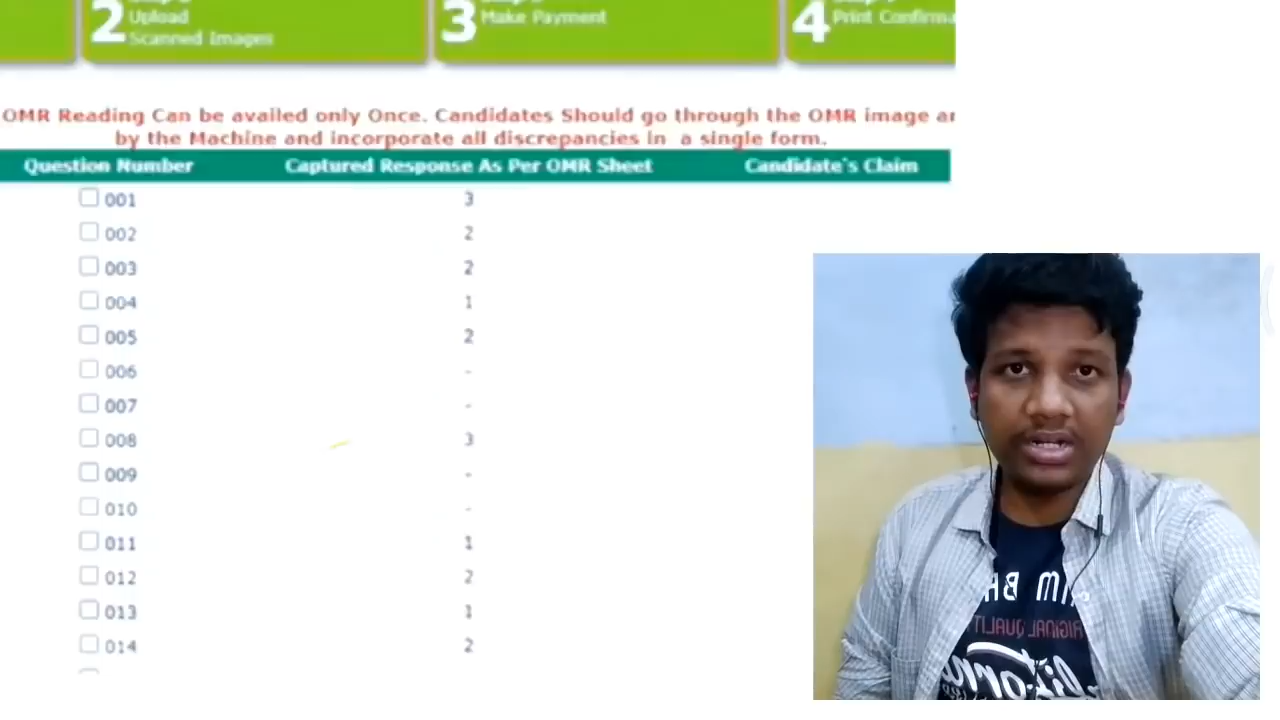 2 Upload
Scanned Images
3 Make Payment
4 Print Confirma
OMR Reading Can be availed only Once. Candidates Should go through the OMR image ar
by the Machine and incorporate all discrepancies in a single form.
Question Number Captured Response As Per OMR Sheet Candidate's Claim
001 3
002 2
003 2
004 1
005 2
006 -
007 -
008 3
009 -
010 -
011 1
012 2
013 1
014 2